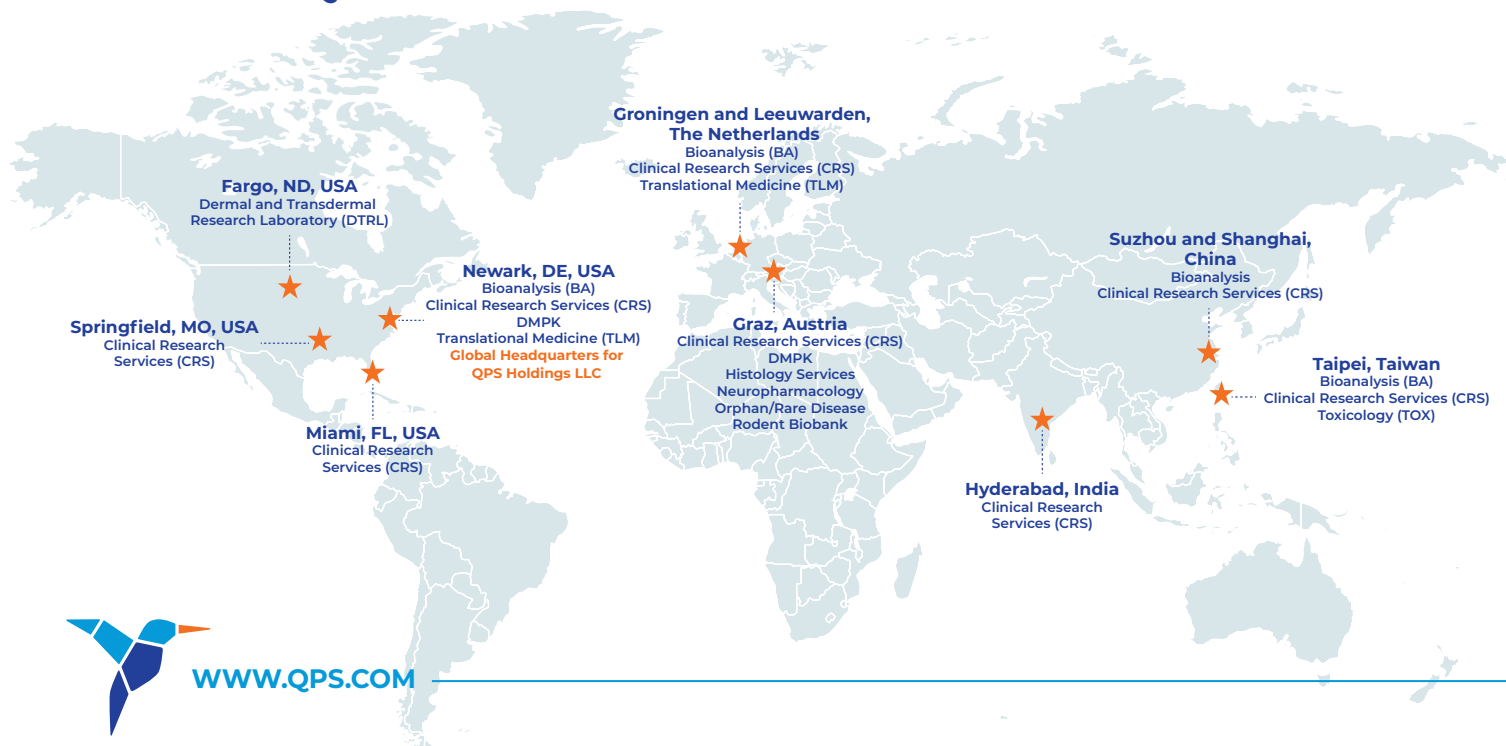 Groningen and Leeuwarden,
The Netherlands
Bioanalysis (BA)
Clinical Research Services (CRS)
Translational Medicine (TLM)
Fargo, ND, USA
Dermal and Transdermal
Research Laboratory (DTRL)
Suzhou and Shanghai,
China
Bioanalysis
Clinical Research Services (CRS)
Newark, DE, USA
Bioanalysis (BA)
Clinical Research Services (CRS)
DMPK
Translational Medicine (TLM)
Global Headquarters for
QPS Holdings LLC
Springfield, MO, USA
Clinical Research
Services (CRS)
Graz, Austria
Clinical Research Services (CRS)
DMPK
Histology Services
Neuropharmacology
Orphan/Rare Disease
Rodent Biobank
Taipei, Taiwan
Bioanalysis (BA)
Clinical Research Services (CRS)
Toxicology (TOX)
Miami, FL, USA
Clinical Research
Services (CRS)
Hyderabad, India
Clinical Research
Services (CRS)
WWW.QPS.COM